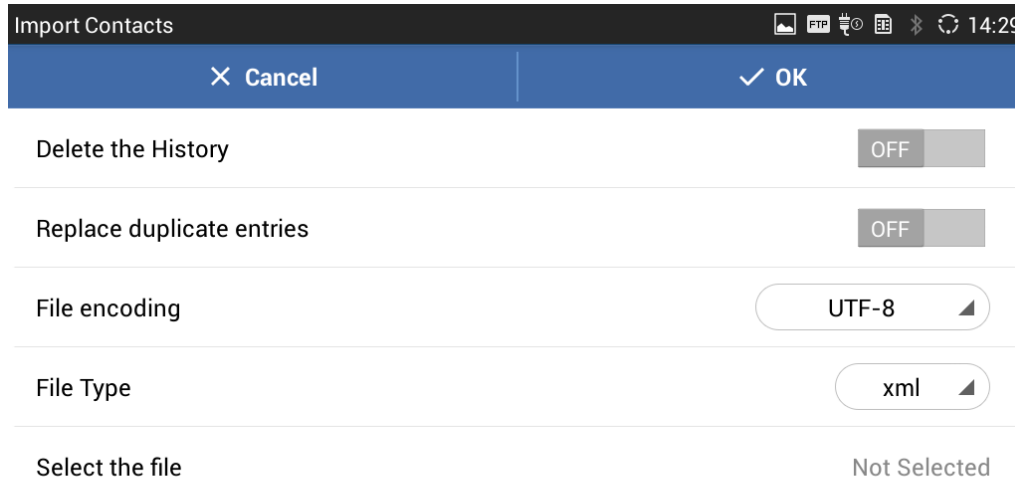 Import Contacts FTP 14:29
Cancel OK
Delete the History OFF
Replace duplicate entries OFF
File encoding UTF-8
File Type xml
Select the file Not Selected